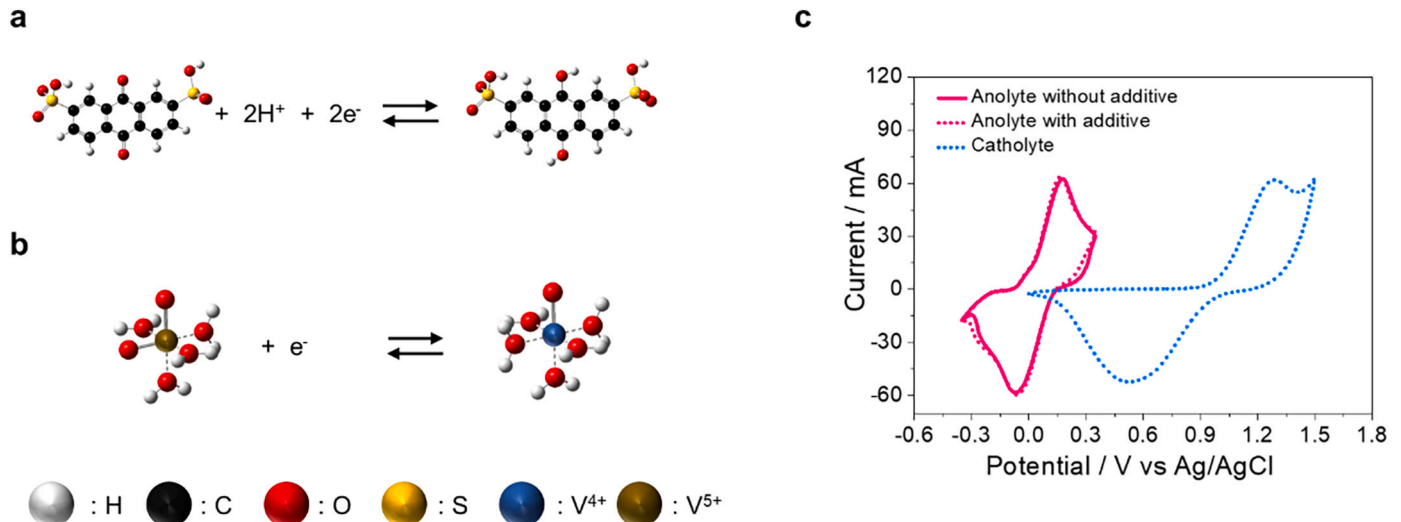 a
+ 2H⁺ + 2e⁻
b
+ e⁻
: H : C : O : S : V⁴⁺ : V⁵⁺
c
Current / mA
120
90
60
30
0
-30
-60
Anolyte without additive
Anolyte with additive
Catholyte
-0.6 -0.3 0.0 0.3 0.6 0.9 1.2 1.5 1.8
Potential / V vs Ag/AgCl